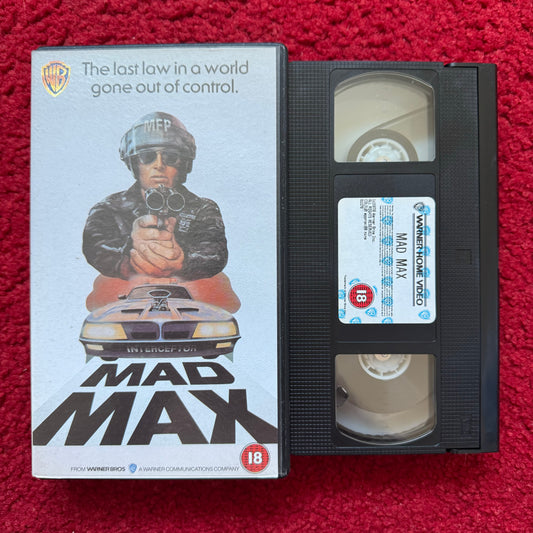 The last law in a world
gone out of control.
MFP
INTERCEPTOR
MAD
MAX
18
FROM WARNER BROS
A WARNER COMMUNICATIONS COMPANY
MAD MAX
18
WARNER HOME VIDEO